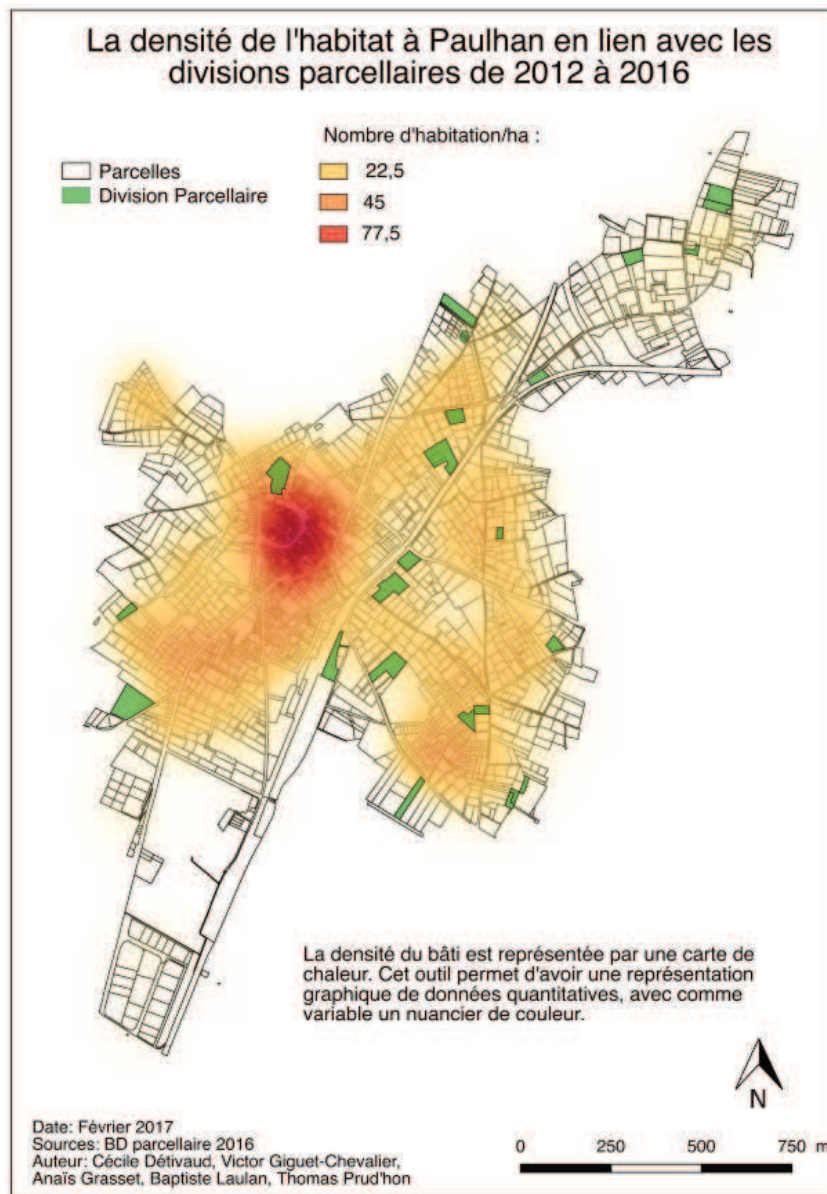 La densité de l'habitat à Paulhan en lien avec les
divisions parcellaires de 2012 à 2016
Nombre d'habitation/ha :
Parcelles
Division Parcellaire
22,5
45
77,5
La densité du bâti est représentée par une carte de
chaleur. Cet outil permet d'avoir une représentation
graphique de données quantitatives, avec comme
variable un nuancier de couleur.
N
Date: Février 2017
Sources: BD parcellaire 2016
Auteur: Cécile Détivaud, Victor Giguet-Chevalier,
Anaïs Grasset, Baptiste Laulan, Thomas Prud'hon
0 250 500 750 m